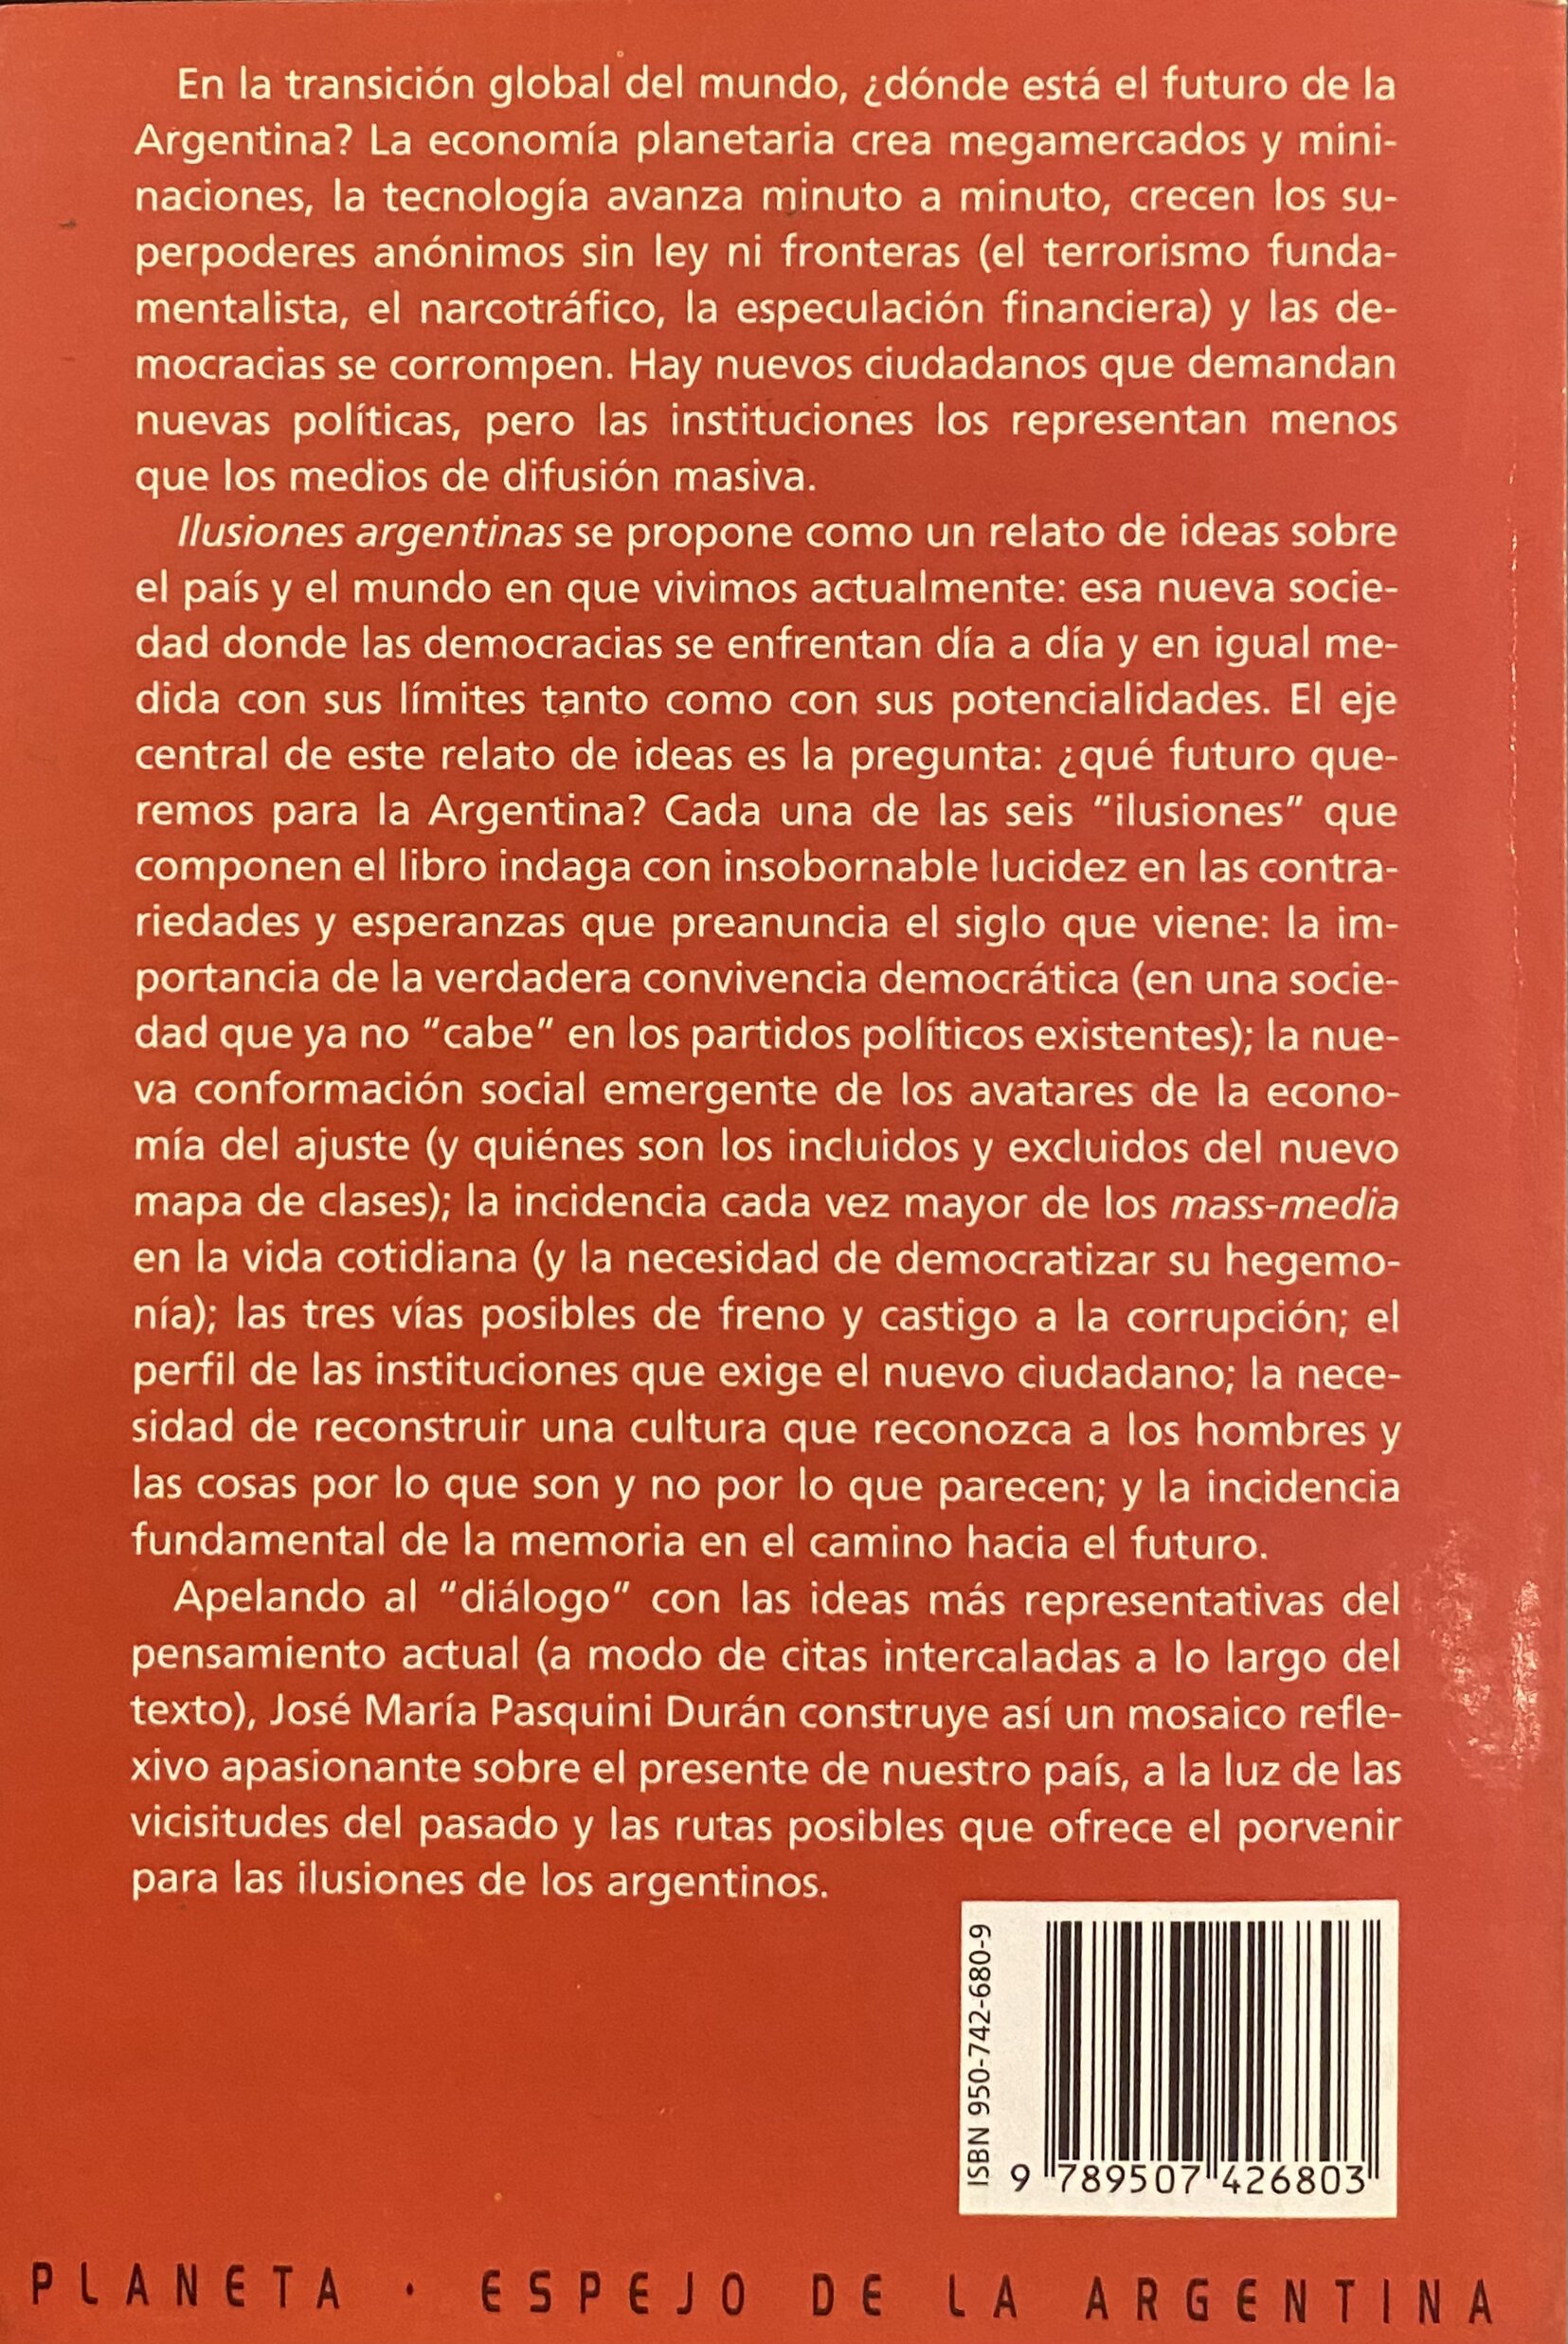 En la transición global del mundo, ¿dónde está el futuro de la
Argentina? La economía planetaria crea megamercados y mini-
naciones, la tecnología avanza minuto a minuto, crecen los su-
perpoderes anónimos sin ley ni fronteras (el terrorismo funda-
mentalista, el narcotráfico, la especulación financiera) y las de-
mocracias se corrompen. Hay nuevos ciudadanos que demandan
nuevas políticas, pero las instituciones los representan menos
que los medios de difusión masiva.
Ilusiones argentinas se propone como un relato de ideas sobre
el país y el mundo en que vivimos actualmente: esa nueva socie-
dad donde las democracias se enfrentan día a día y en igual me-
dida con sus límites tanto como con sus potencialidades. El eje
central de este relato de ideas es la pregunta: ¿qué futuro que-
remos para la Argentina? Cada una de las seis "ilusiones" que
componen el libro indaga con insobornable lucidez en las contra-
riedades y esperanzas que preanuncia el siglo que viene: la im-
portancia de la verdadera convivencia democrática (en una socie-
dad que ya no "cabe" en los partidos políticos existentes); la nue-
va conformación social emergente de los avatares de la econo-
mía del ajuste (y quiénes son los incluidos y excluidos del nuevo
mapa de clases); la incidencia cada vez mayor de los mass-media
en la vida cotidiana (y la necesidad de democratizar su hegemo-
nía); las tres vías posibles de freno y castigo a la corrupción; el
perfil de las instituciones que exige el nuevo ciudadano; la nece-
sidad de reconstruir una cultura que reconozca a los hombres y
las cosas por lo que son y no por lo que parecen; y la incidencia
fundamental de la memoria en el camino hacia el futuro.
Apelando al "diálogo" con las ideas más representativas del
pensamiento actual (a modo de citas intercaladas a lo largo del
texto), José María Pasquini Durán construye así un mosaico refle-
xivo apasionante sobre el presente de nuestro país, a la luz de las
vicisitudes del pasado y las rutas posibles que ofrece el porvenir
para las ilusiones de los argentinos.
ISBN 950-742-680-9
9 789507 426803
PLANETA · ESPEJO DE LA ARGENTINA